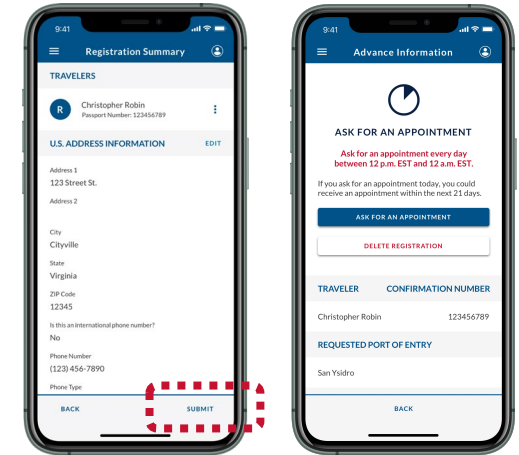 9:41
Registration Summary
TRAVELERS
R
Christopher Robin
Passport Number: 123456789
U.S. ADDRESS INFORMATION EDIT
Address 1
123 Street St.
Address 2
City
Cityville
State
Virginia
ZIP Code
12345
Is this an international phone number?
No
Phone Number
(123) 456-7890
Phone Type
BACK SUBMIT
9:41
Advance Information
ASK FOR AN APPOINTMENT
Ask for an appointment every day
between 12 p.m. EST and 12 a.m. EST.
If you ask for an appointment today, you could
receive an appointment within the next 21 days.
ASK FOR AN APPOINTMENT
DELETE REGISTRATION
TRAVELER CONFIRMATION NUMBER
Christopher Robin 123456789
REQUESTED PORT OF ENTRY
San Ysidro
BACK